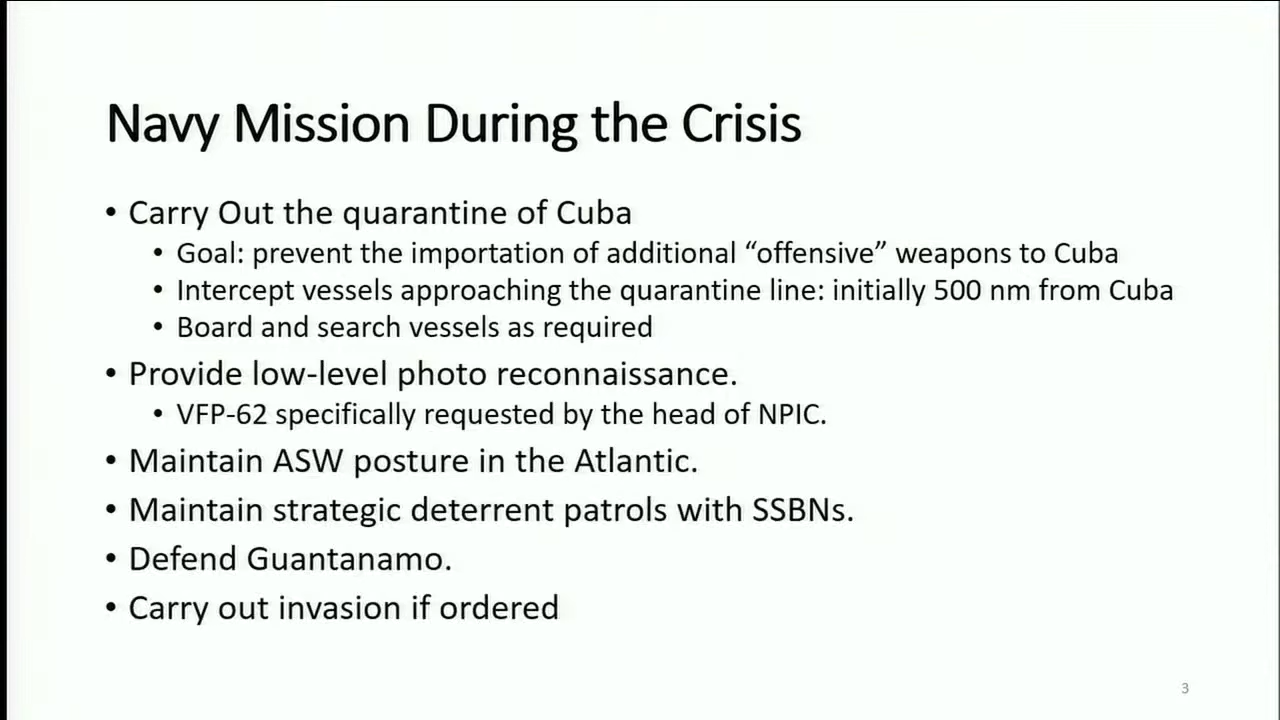 Navy Mission During the Crisis
• Carry Out the quarantine of Cuba
• Goal: prevent the importation of additional “offensive” weapons to Cuba
• Intercept vessels approaching the quarantine line: initially 500 nm from Cuba
• Board and search vessels as required
• Provide low-level photo reconnaissance.
• VFP-62 specifically requested by the head of NPIC.
• Maintain ASW posture in the Atlantic.
• Maintain strategic deterrent patrols with SSBNs.
• Defend Guantanamo.
• Carry out invasion if ordered
3